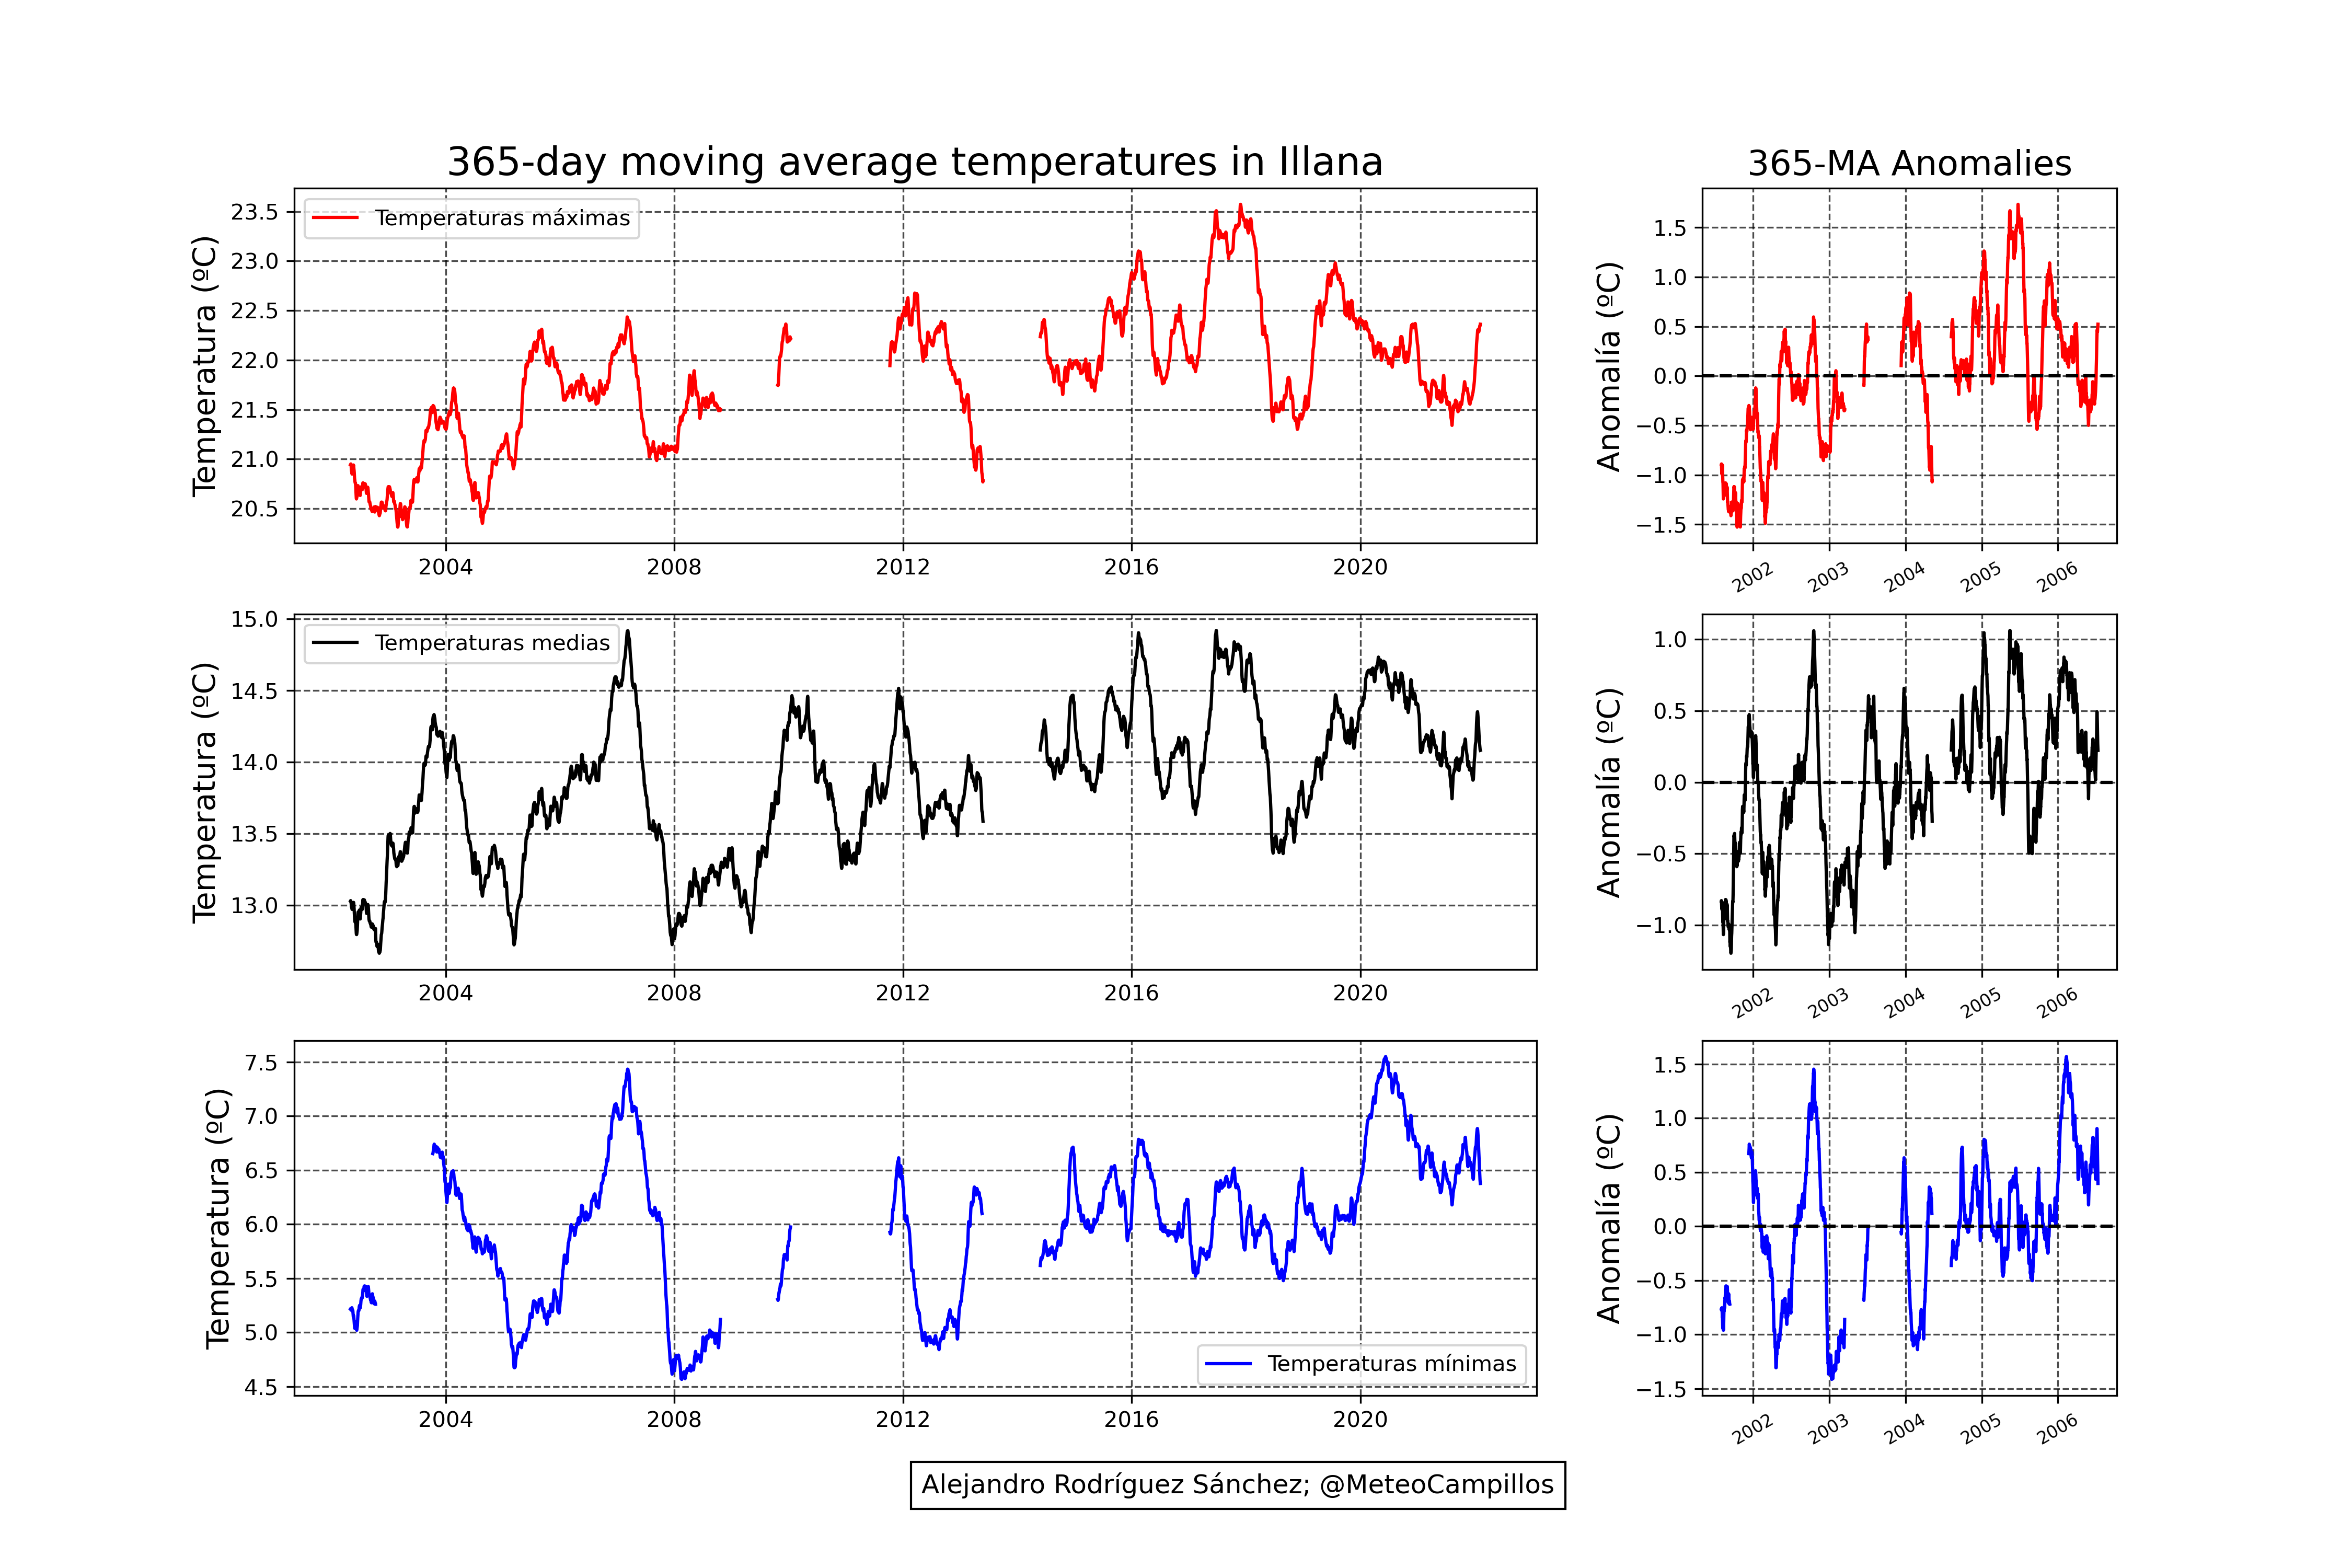 365-day moving average temperatures in Illana
Temperatura (ºC)
23.5
23.0
22.5
22.0
21.5
21.0
20.5
Temperaturas máximas
2004 2008 2012 2016 2020
365-MA Anomalies
Anomalía (ºC)
1.5
1.0
0.5
0.0
−0.5
−1.0
−1.5
2002 2003 2004 2005 2006
Temperatura (ºC)
15.0
14.5
14.0
13.5
13.0
Temperaturas medias
2004 2008 2012 2016 2020
Anomalía (ºC)
1.0
0.5
0.0
−0.5
−1.0
2002 2003 2004 2005 2006
Temperatura (ºC)
7.5
7.0
6.5
6.0
5.5
5.0
4.5
Temperaturas mínimas
2004 2008 2012 2016 2020
Anomalía (ºC)
1.5
1.0
0.5
0.0
−0.5
−1.0
−1.5
2002 2003 2004 2005 2006
Alejandro Rodríguez Sánchez; @MeteoCampillos